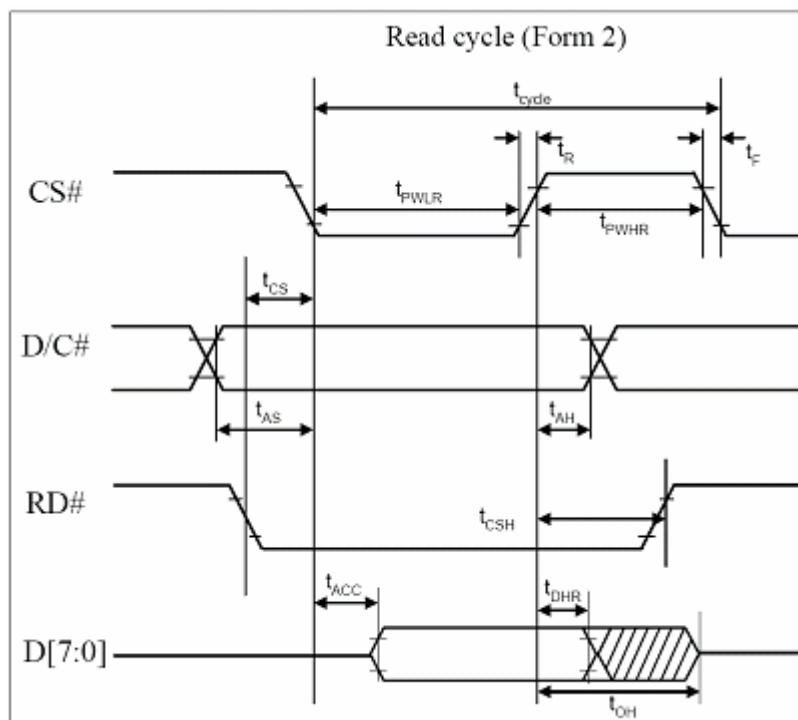 Read cycle (Form 2)
tcycle
tR
tF
CS#
tPWLR
tPWHR
tCS
D/C#
tAS
tAH
RD#
tCSH
tACC
tDHR
D[7:0]
tOH